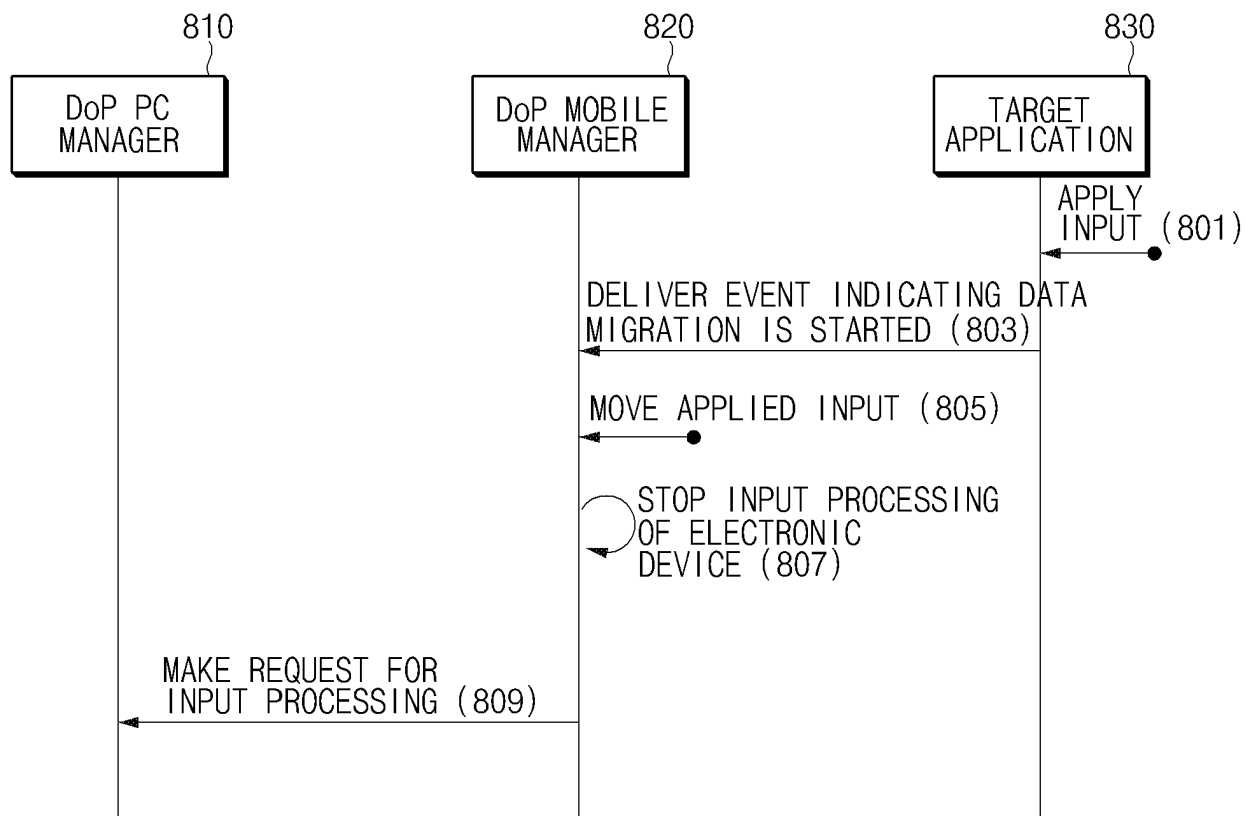 810
820
830
DoP PC
MANAGER
DoP MOBILE
MANAGER
TARGET
APPLICATION
APPLY
INPUT (801)
DELIVER EVENT INDICATING DATA
MIGRATION IS STARTED (803)
MOVE APPLIED INPUT (805)
STOP INPUT PROCESSING
OF ELECTRONIC
DEVICE (807)
MAKE REQUEST FOR
INPUT PROCESSING (809)